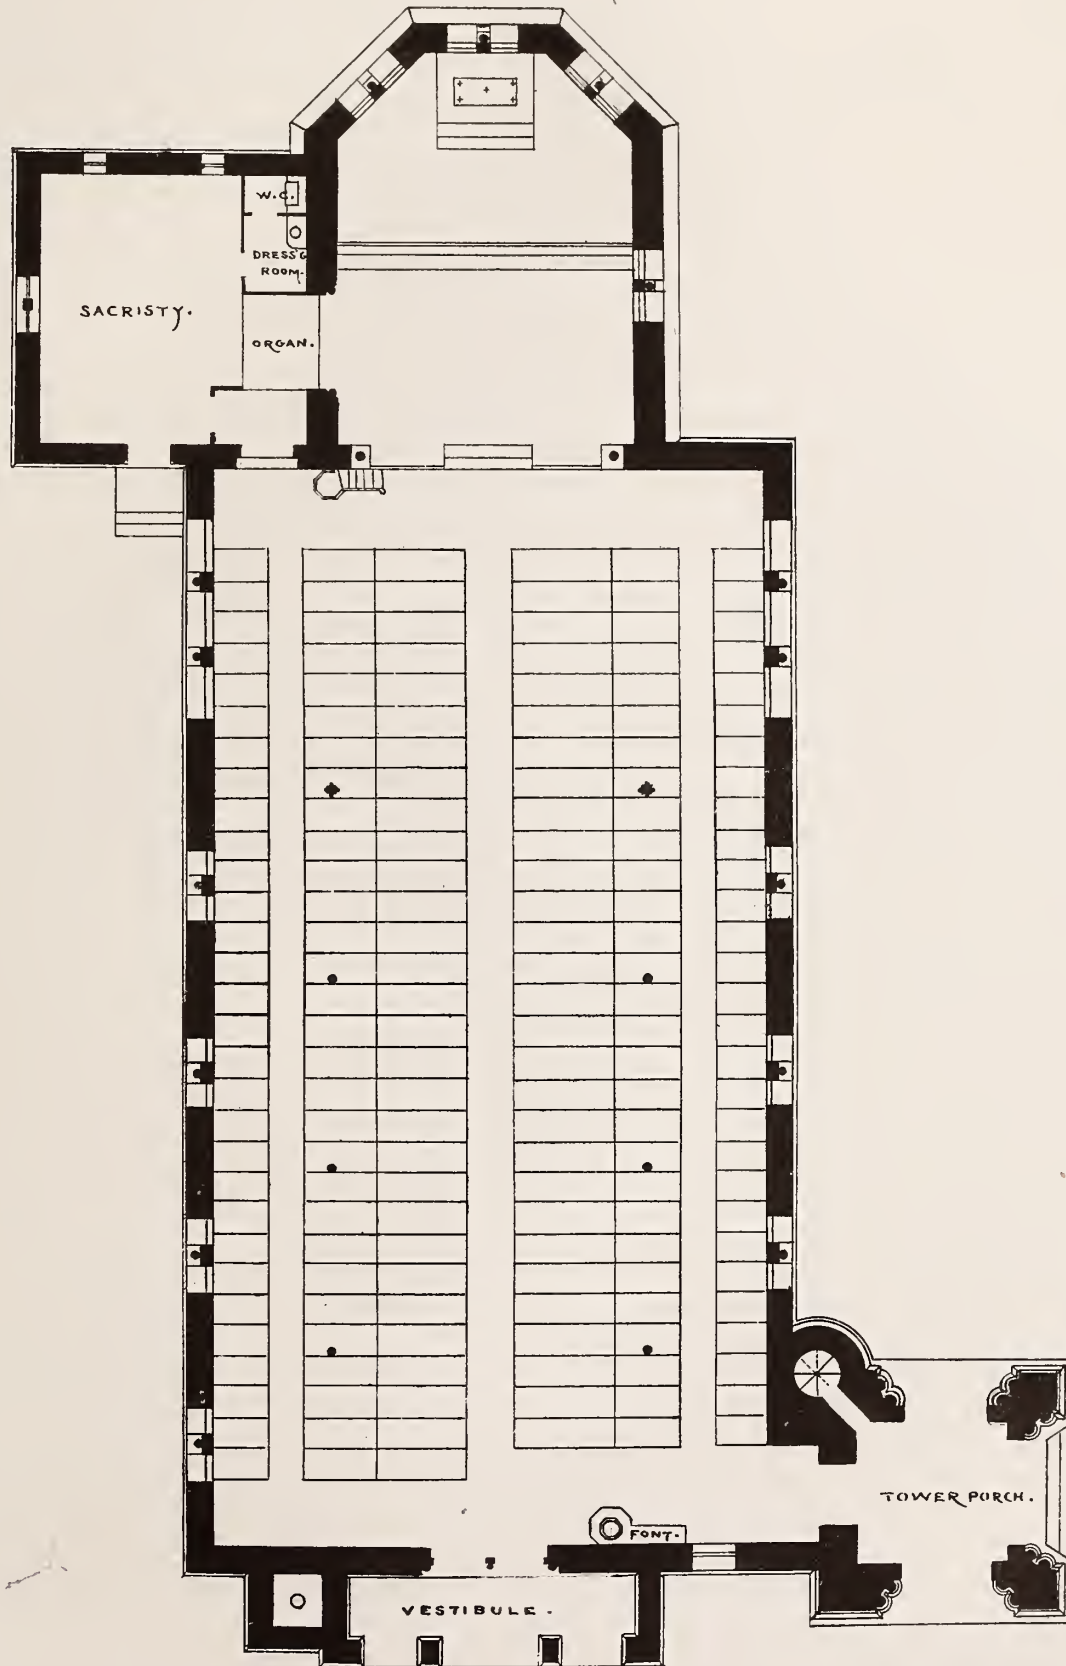 W.C.
DRESS'G
ROOM.
SACRISTY.
ORGAN.
TOWER PORCH.
FONT.
VESTIBULE.